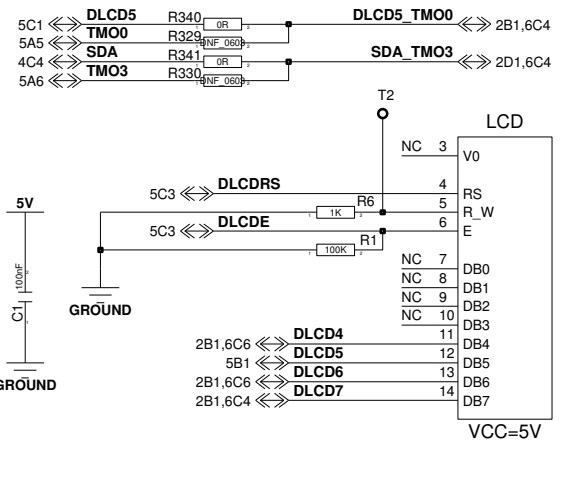 5C1 DLCD5 R340 0R DLCD5_TMO0 2B1,6C4
5A5 TMO0 R329 DNF_0603
4C4 SDA R341 0R SDA_TMO3 2D1,6C4
5A6 TMO3 R330 DNF_0603
T2
LCD
NC 3 V0
5C3 DLCDRS 4 RS
5V R6 1K 5 R_W
5C3 DLCDE 6 E
R1 100K
NC 7 DB0
NC 8 DB1
NC 9 DB2
NC 10 DB3
C1 100nF
GROUND
2B1,6C6 DLCD4 11 DB4
5B1 DLCD5 12 DB5
2B1,6C6 DLCD6 13 DB6
2B1,6C4 DLCD7 14 DB7
GROUND
VCC=5V